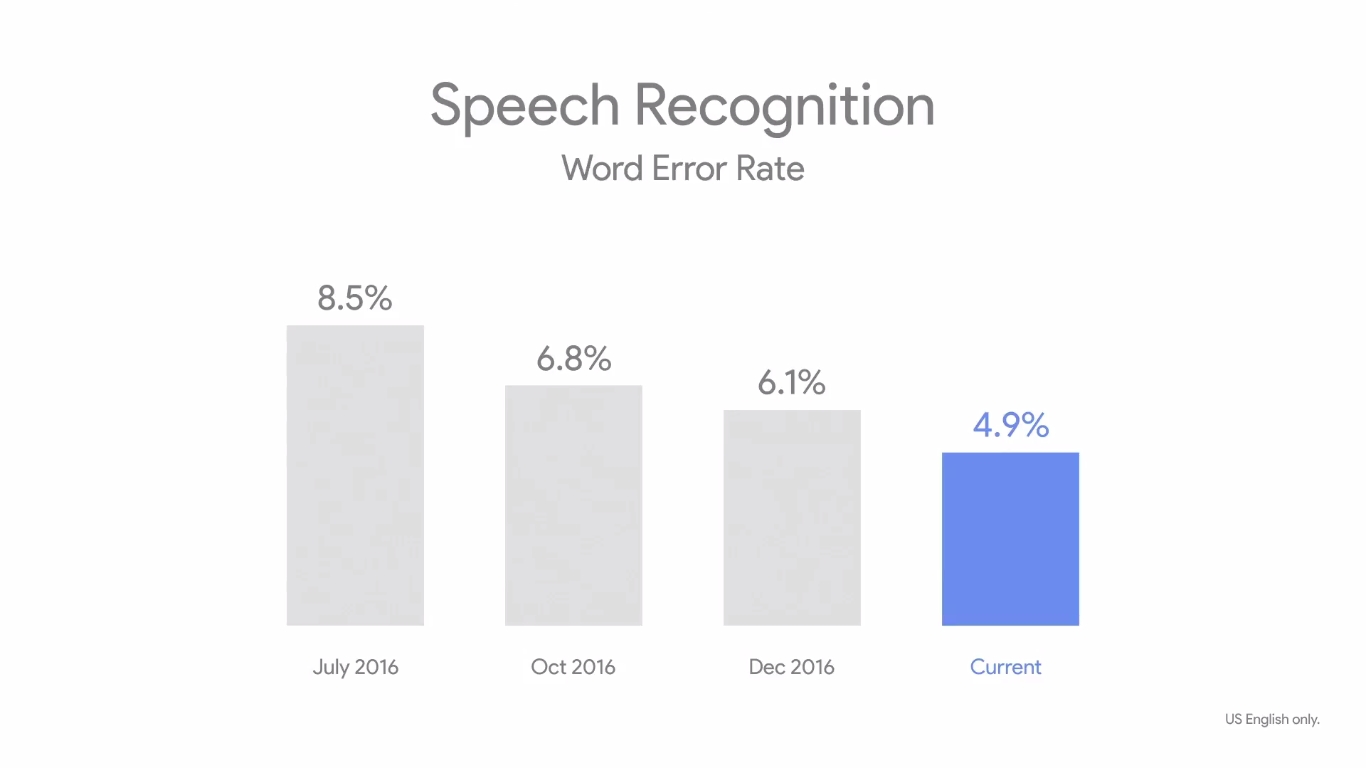 Speech Recognition
Word Error Rate
8.5%
6.8%
6.1%
4.9%
July 2016
Oct 2016
Dec 2016
Current
US English only.